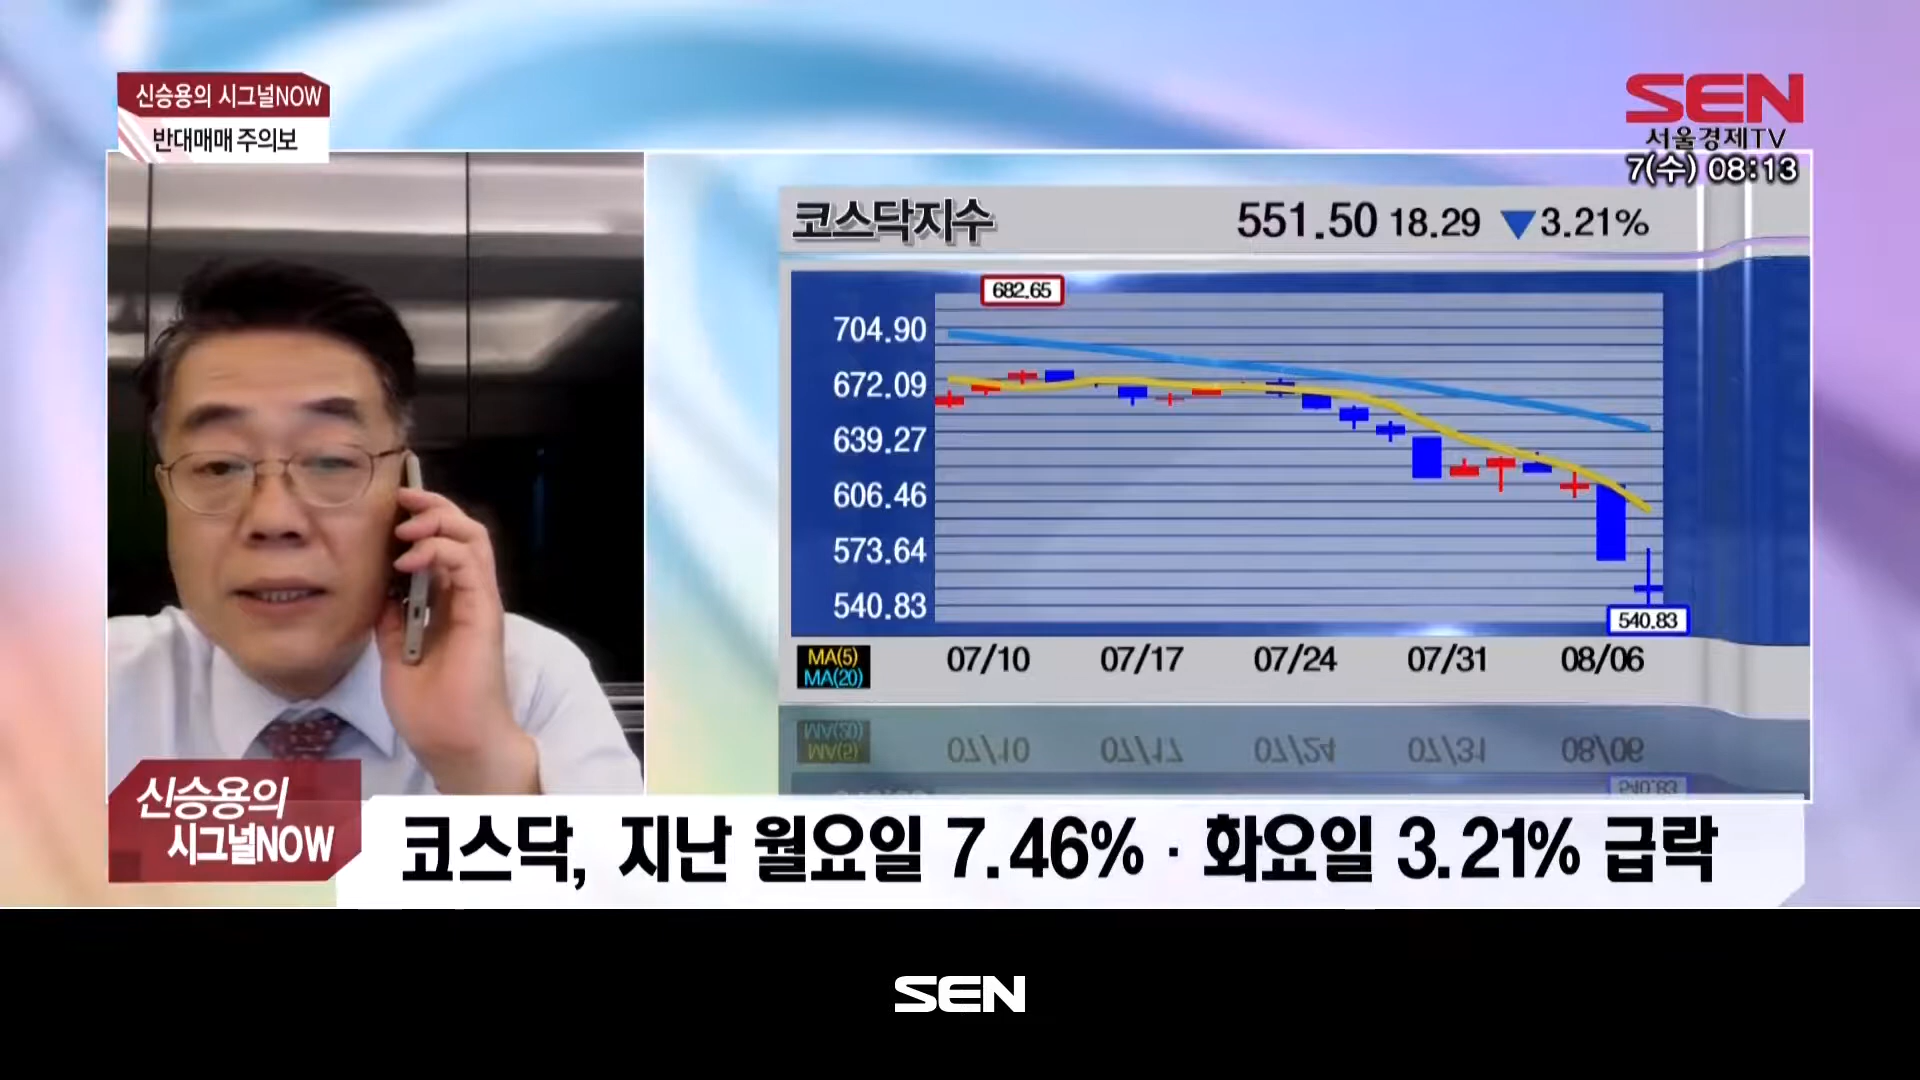 신승용의 시그널NOW
반대매매 주의보
SEN
서울경제TV
7(수) 08:13
코스닥지수 551.50 18.29 ▼3.21%
682.65
704.90
672.09
639.27
606.46
573.64
540.83
540.83
MA(5)
MA(20)
07/10 07/17 07/24 07/31 08/06
신승용의
시그널NOW
코스닥, 지난 월요일 7.46% · 화요일 3.21% 급락
SEN